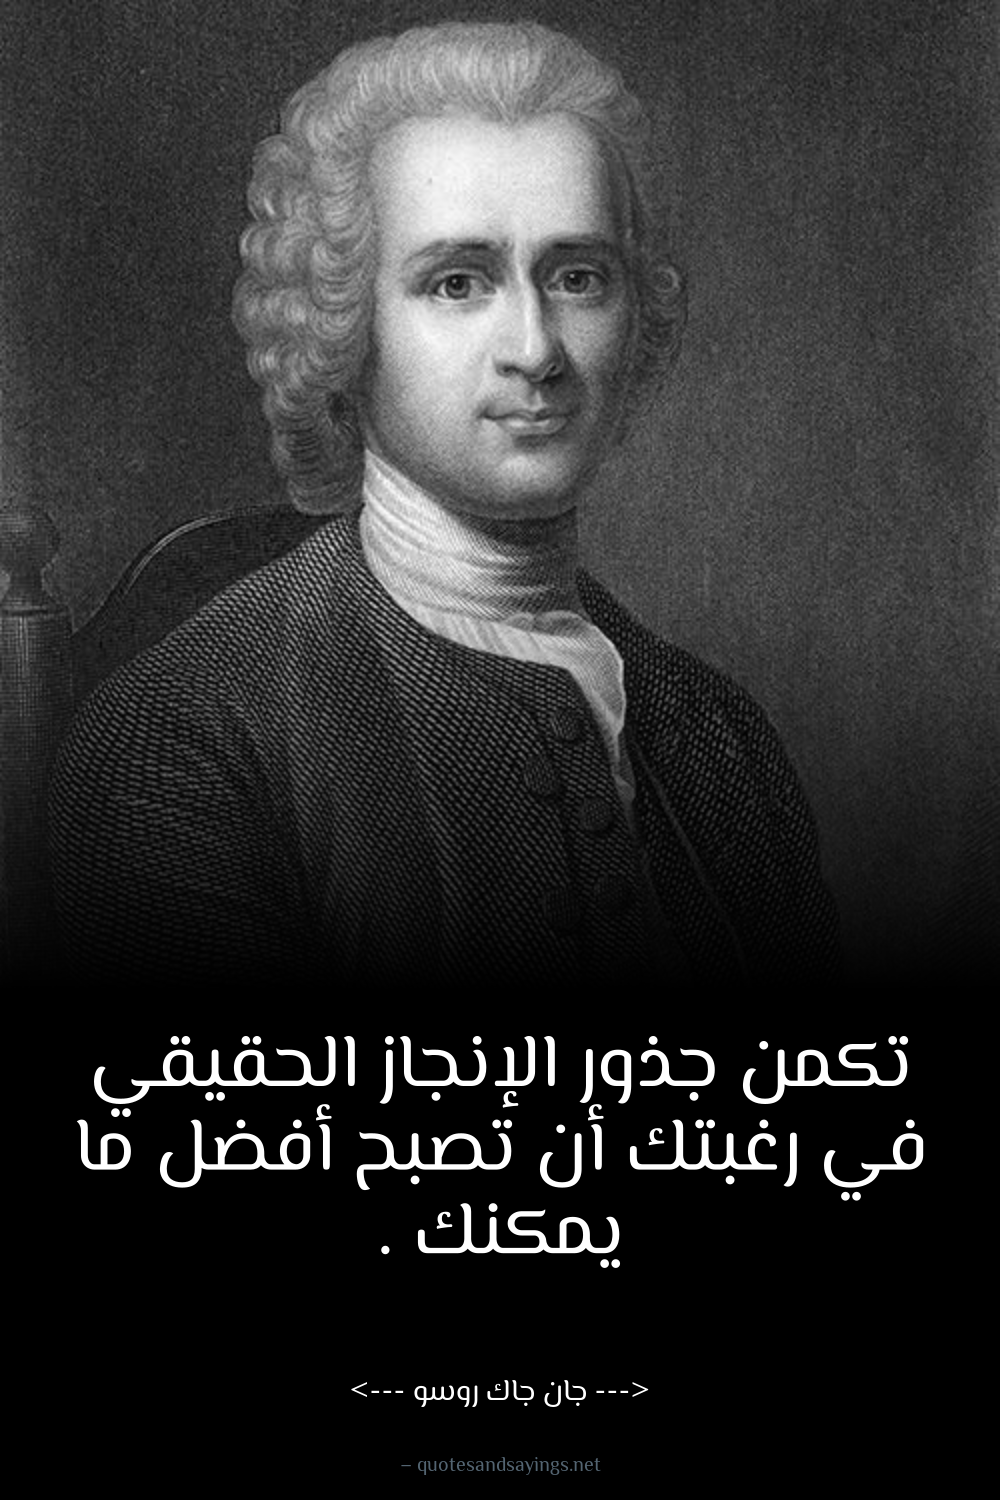 تكمن جذور الإنجاز الحقيقي
في رغبتك أن تصبح أفضل ما
يمكنك .
<--- جان جاك روسو --->
– quotesandsayings.net